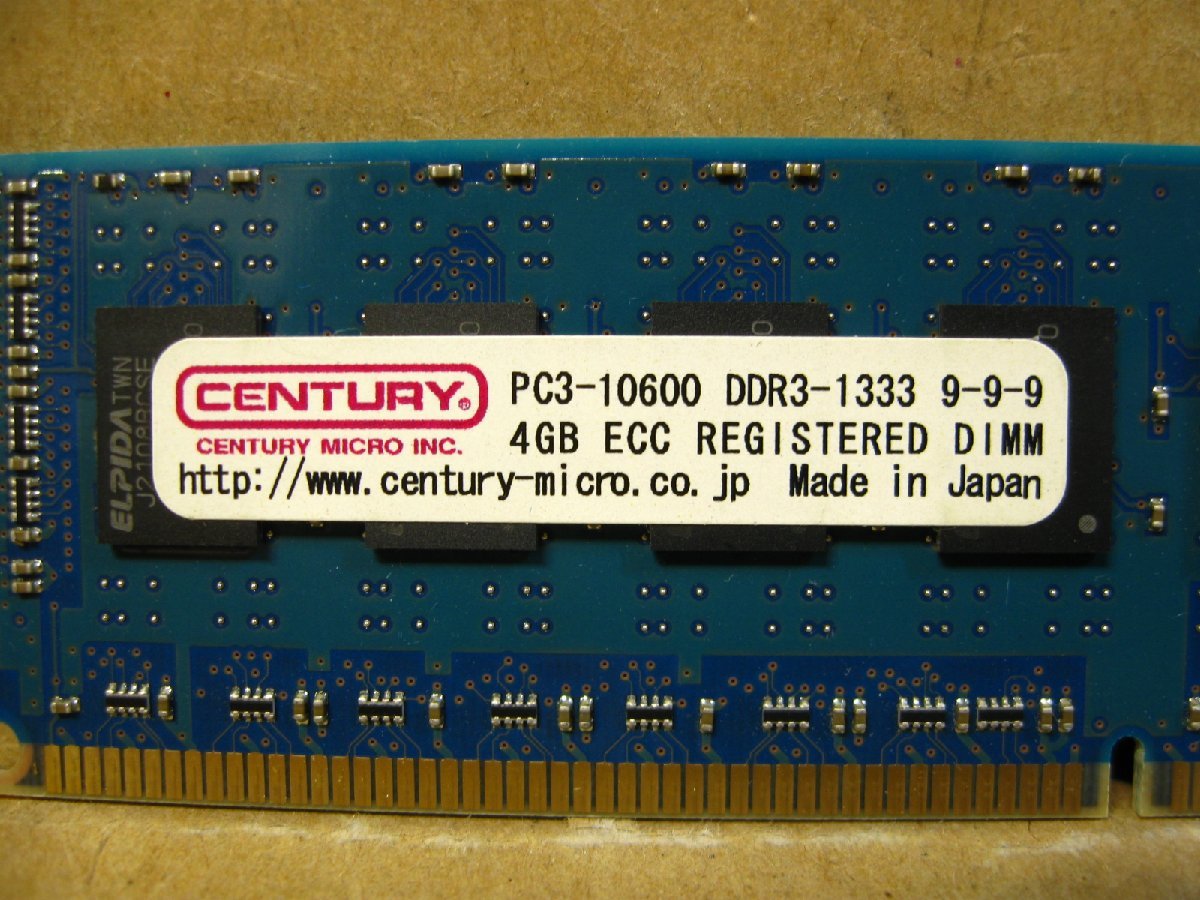 CENTURY®
CENTURY MICRO INC.
PC3-10600 DDR3-1333 9-9-9
4GB ECC REGISTERED DIMM
http://www.century-micro.co.jp Made in Japan
ELPIDA TWN